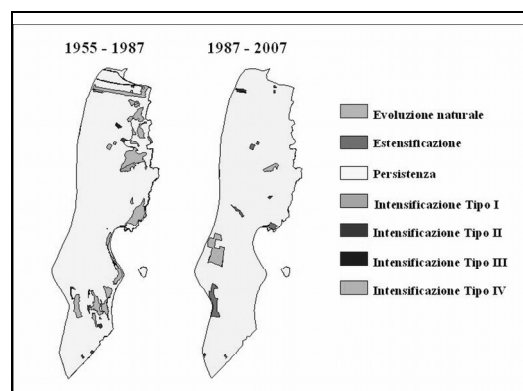 1955 - 1987
1987 - 2007
Evoluzione naturale
Estensificazione
Persistenza
Intensificazione Tipo I
Intensificazione Tipo II
Intensificazione Tipo III
Intensificazione Tipo IV